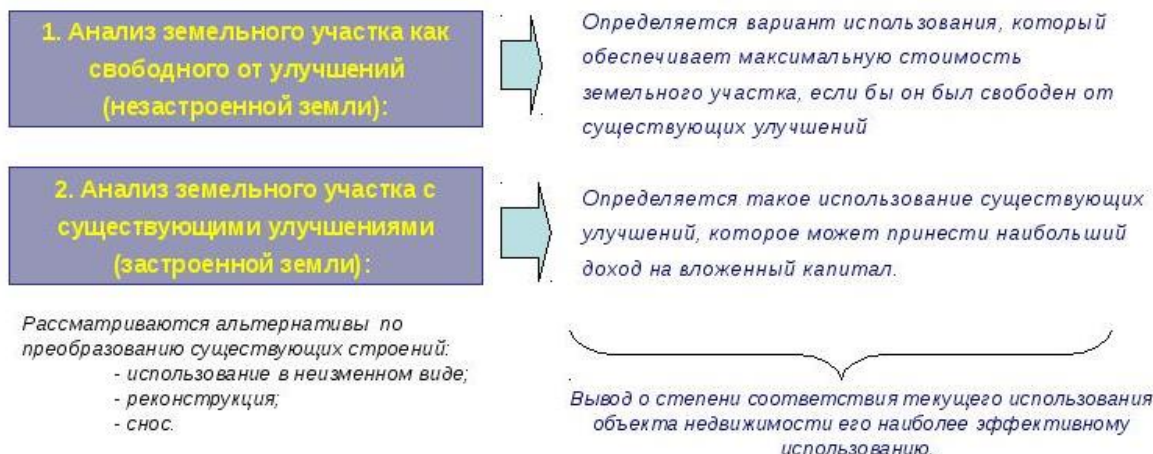 1. Анализ земельного участка как
свободного от улучшений
(незастроенной земли):
Определяется вариант использования, который
обеспечивает максимальную стоимость
земельного участка, если бы он был свободен от
существующих улучшений
2. Анализ земельного участка с
существующими улучшениями
(застроенной земли):
Определяется такое использование существующих
улучшений, которое может принести наибольший
доход на вложенный капитал.
Рассматриваются альтернативы по
преобразованию существующих строений:
- использование в неизменном виде;
- реконструкция;
- снос.
Вывод о степени соответствия текущего использования
объекта недвижимости его наиболее эффективному
использованию.